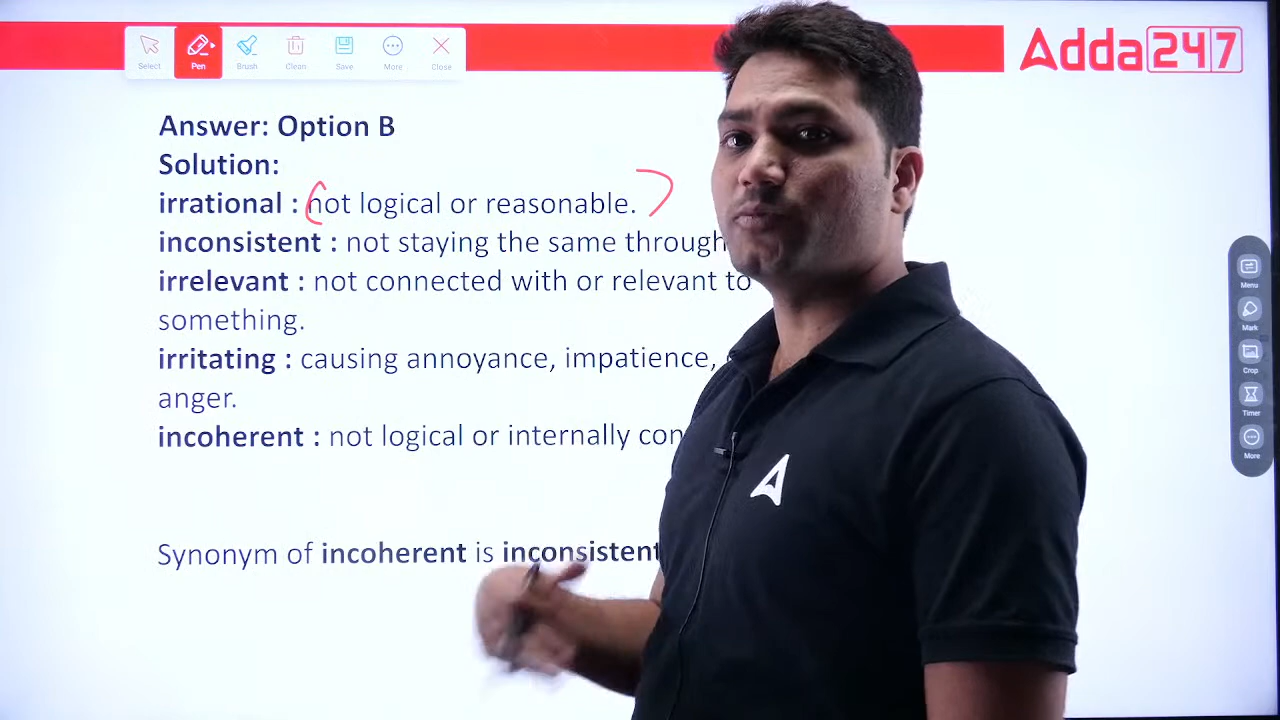 Adda247
Select Pen Brush Clean Save More Close
Answer: Option B
Solution:
irrational : not logical or reasonable.
inconsistent : not staying the same through
irrelevant : not connected with or relevant to
something.
irritating : causing annoyance, impatience,
anger.
incoherent : not logical or internally con
Synonym of incoherent is inconsistent
Menu
Mark
Crop
Timer
More